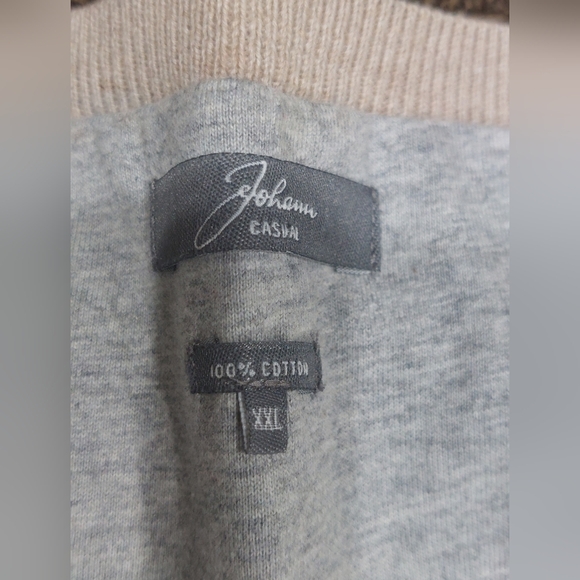 Johann
CASUAL
100% COTTON
XXL